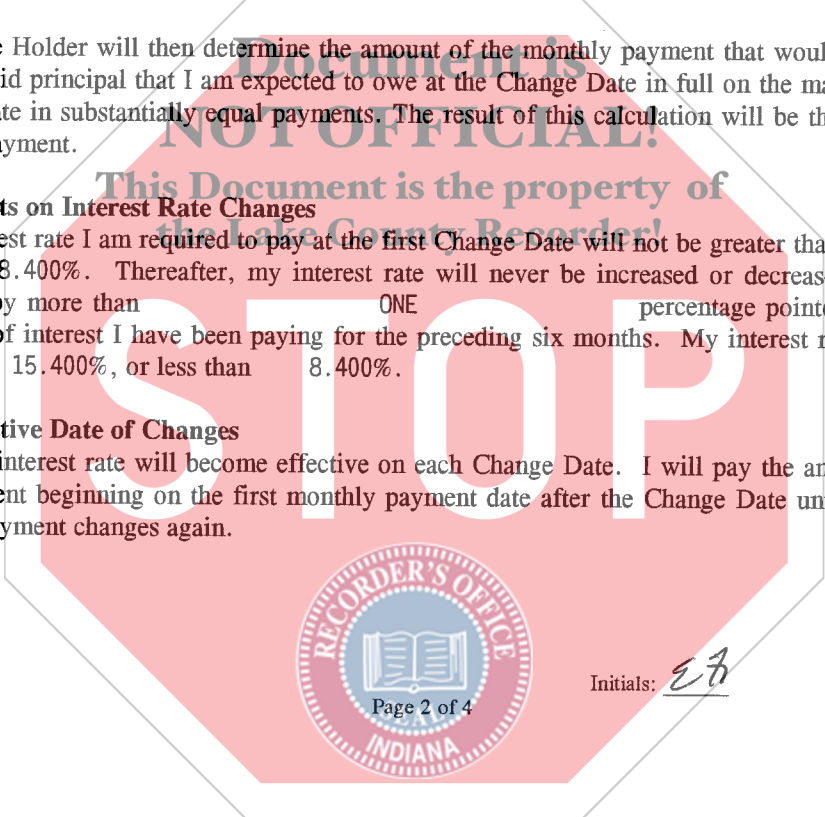 Holder will then determine the amount of the monthly payment that woul
id principal that I am expected to owe at the Change Date in full on the ma
te in substantially equal payments. The result of this calculation will be th
yment.
Document is
NOT OFFICIAL!
This Document is the property of
the Lake County Recorder!
ts on Interest Rate Changes
est rate I am required to pay at the first Change Date will not be greater tha
8.400%. Thereafter, my interest rate will never be increased or decreas
y more than ONE percentage point
of interest I have been paying for the preceding six months. My interest r
15.400%, or less than 8.400%.
STOP
tive Date of Changes
interest rate will become effective on each Change Date. I will pay the am
ent beginning on the first monthly payment date after the Change Date un
yment changes again.
RECORDER'S OFFICE
SEAL
INDIANA
Initials:
Page 2 of 4